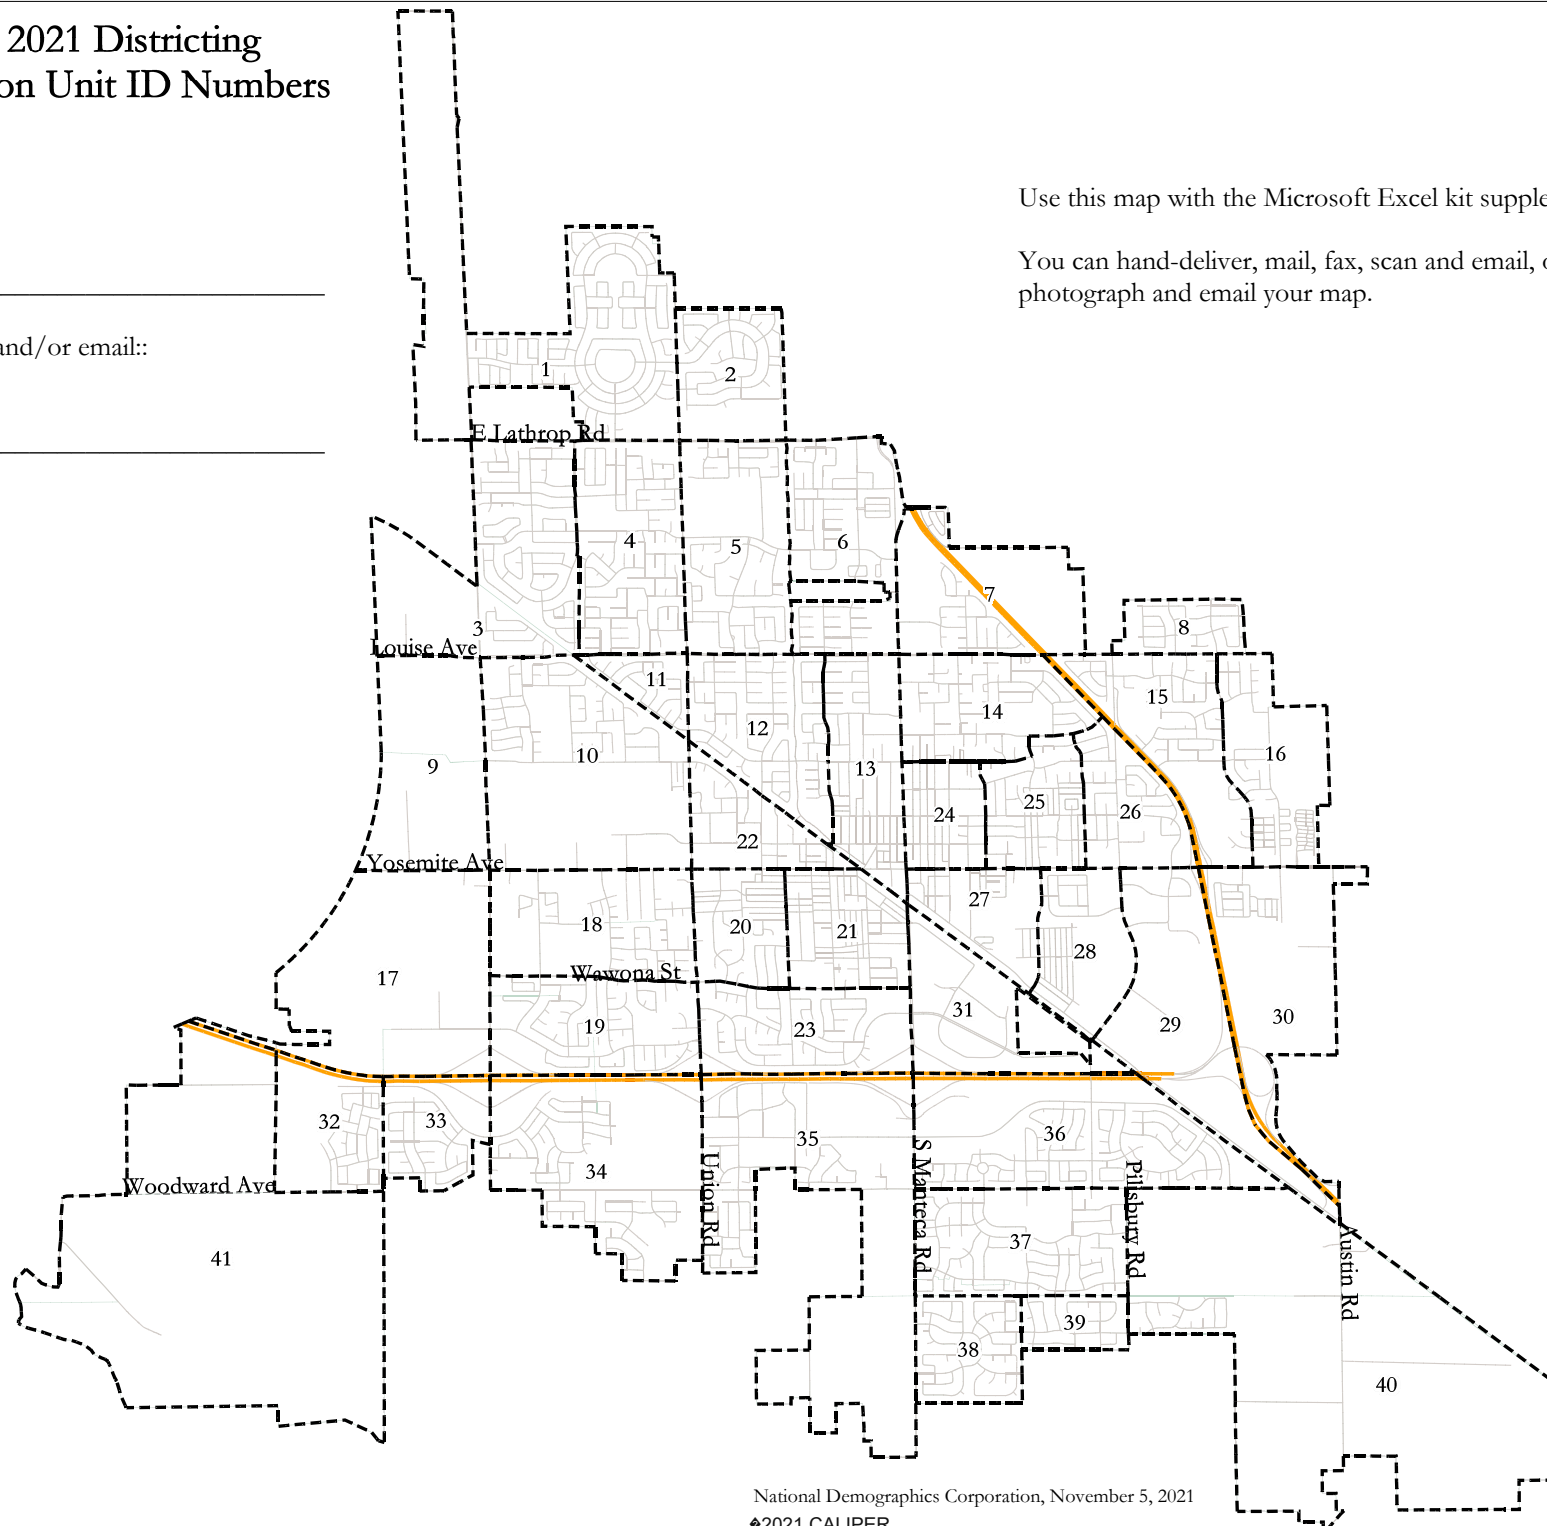 2021 Districting
on Unit ID Numbers
and/or email::
Use this map with the Microsoft Excel kit supple
You can hand-deliver, mail, fax, scan and email, o
photograph and email your map.
1
2
E Lathrop Rd
4
5
6
7
8
3
Louise Ave
11
12
14
15
9
10
13
16
22
24
25
26
Yosemite Ave
18
20
21
27
28
17
Wawona St
19
23
31
29
30
32
33
34
35
36
Woodward Ave
Union Rd
S Manteca Rd
Pillsbury Rd
Austin Rd
41
37
38
39
40
National Demographics Corporation, November 5, 2021
�2021 CALIPER